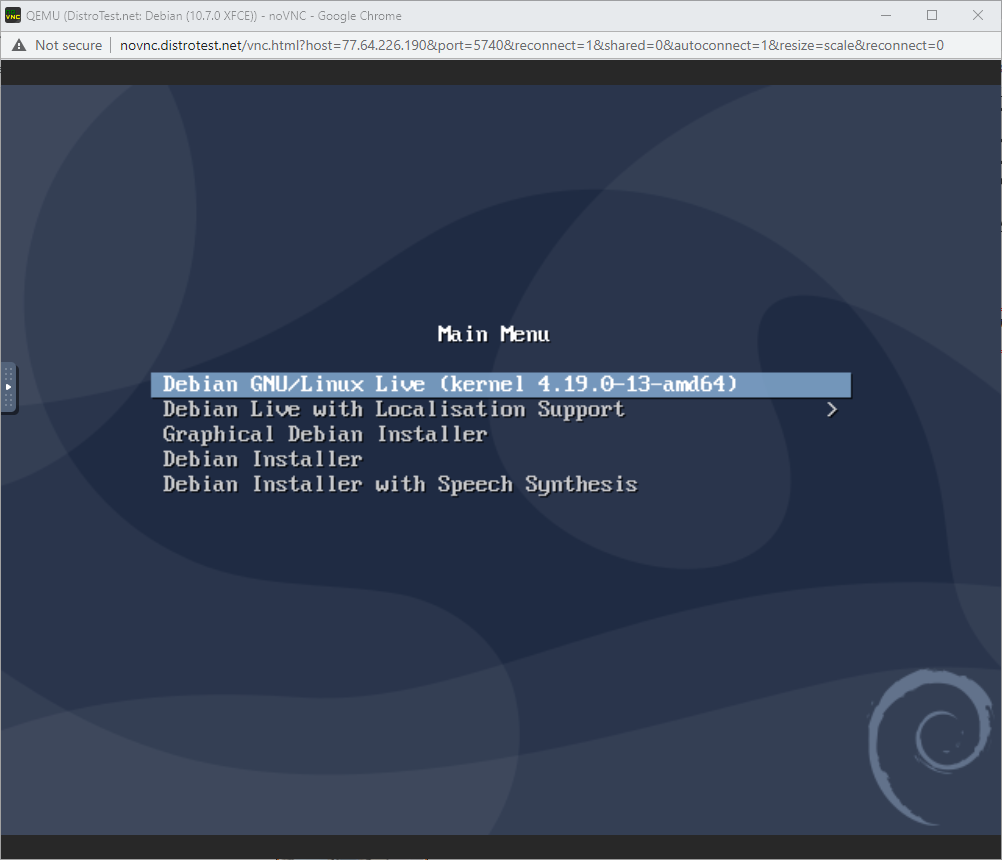 QEMU (DistroTest.net: Debian (10.7.0 XFCE)) - noVNC - Google Chrome
Not secure | novnc.distrotest.net/vnc.html?host=77.64.226.190&port=5740&reconnect=1&shared=0&autoconnect=1&resize=scale&reconnect=0
Main Menu
Debian GNU/Linux Live (kernel 4.19.0-13-amd64)
Debian Live with Localisation Support >
Graphical Debian Installer
Debian Installer
Debian Installer with Speech Synthesis